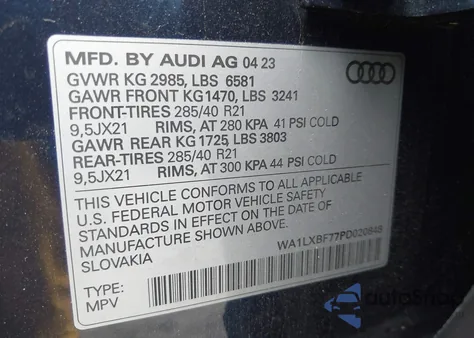 MFD. BY AUDI AG 04 23
GVWR KG 2985, LBS 6581
GAWR FRONT KG1470, LBS 3241
FRONT-TIRES 285/40 R21
9,5JX21 RIMS, AT 280 KPA 41 PSI COLD
GAWR REAR KG 1725 LBS 3803
REAR-TIRES 285/40 R21
9,5JX21 RIMS, AT 300 KPA 44 PSI COLD
THIS VEHICLE CONFORMS TO ALL APPLICABLE
U.S. FEDERAL MOTOR VEHICLE SAFETY
STANDARDS IN EFFECT ON THE DATE OF
MANUFACTURE SHOWN ABOVE.
SLOVAKIA
WA1LXBF77PD020848
TYPE:
MPV
autoShop